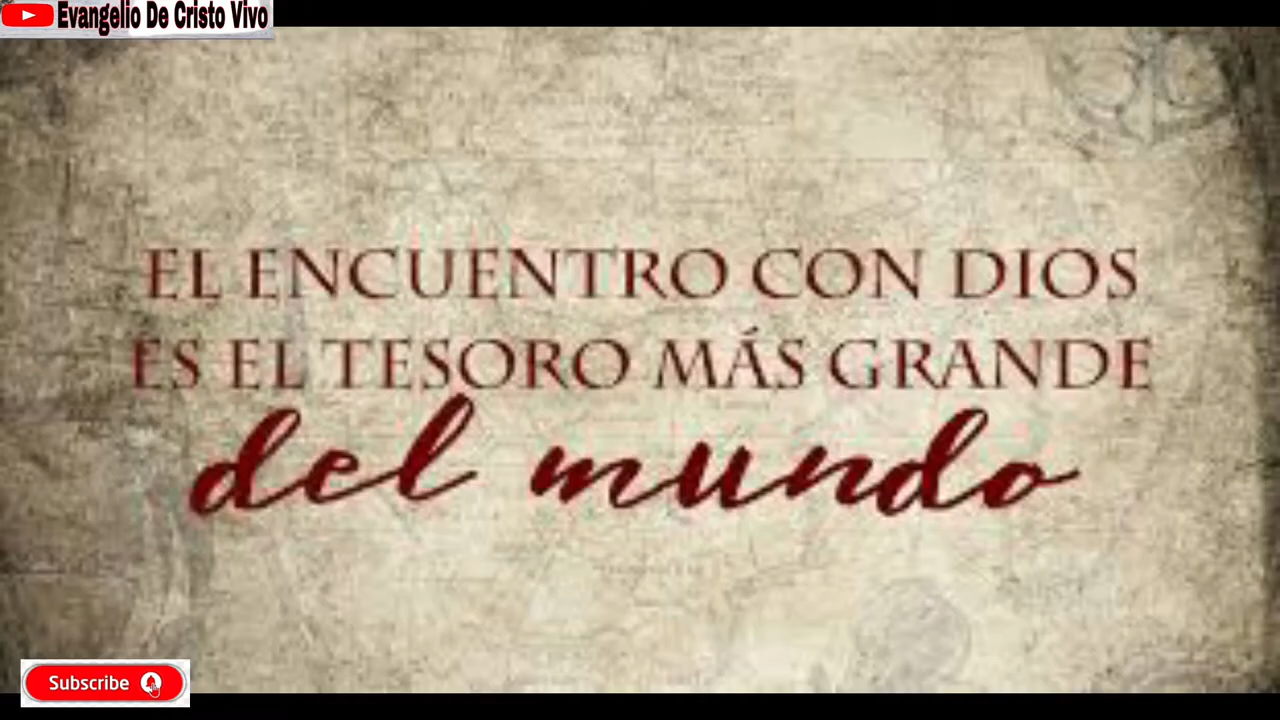 Evangelio De Cristo Vivo
EL ENCUENTRO CON DIOS
ES EL TESORO MÁS GRANDE
del mundo
Subscribe